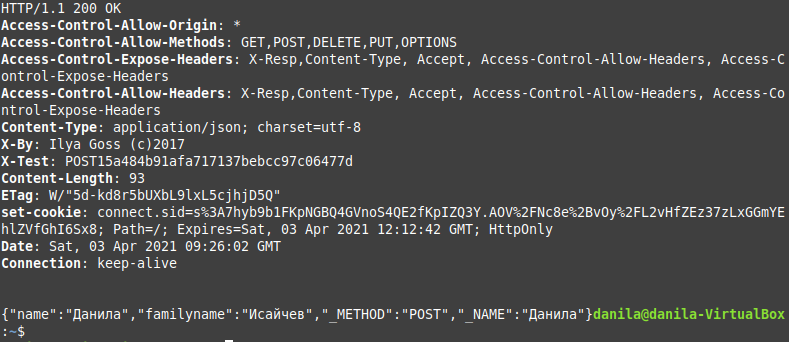 HTTP/1.1 200 OK
Access-Control-Allow-Origin: *
Access-Control-Allow-Methods: GET,POST,DELETE,PUT,OPTIONS
Access-Control-Expose-Headers: X-Resp,Content-Type, Accept, Access-Control-Allow-Headers, Access-C
ontrol-Expose-Headers
Access-Control-Allow-Headers: X-Resp,Content-Type, Accept, Access-Control-Allow-Headers, Access-Co
ntrol-Expose-Headers
Content-Type: application/json; charset=utf-8
X-By: Ilya Goss (c)2017
X-Test: POST15a484b91afa717137bebcc97c06477d
Content-Length: 93
ETag: W/"5d-kd8r5bUXbL9lxL5cjhjD5Q"
set-cookie: connect.sid=s%3A7hyb9b1FKpNGBQ4GVnoS4QE2fKpIZQ3Y.AOV%2FNc8e%2BvOy%2FL2vHfZEz37zLxGGmYE
hlZVfGhI6Sx8; Path=/; Expires=Sat, 03 Apr 2021 12:12:42 GMT; HttpOnly
Date: Sat, 03 Apr 2021 09:26:02 GMT
Connection: keep-alive
{"name":"Данила","familyname":"Исайчев","_METHOD":"POST","_NAME":"Данила"}danila@danila-VirtualBox
:~$